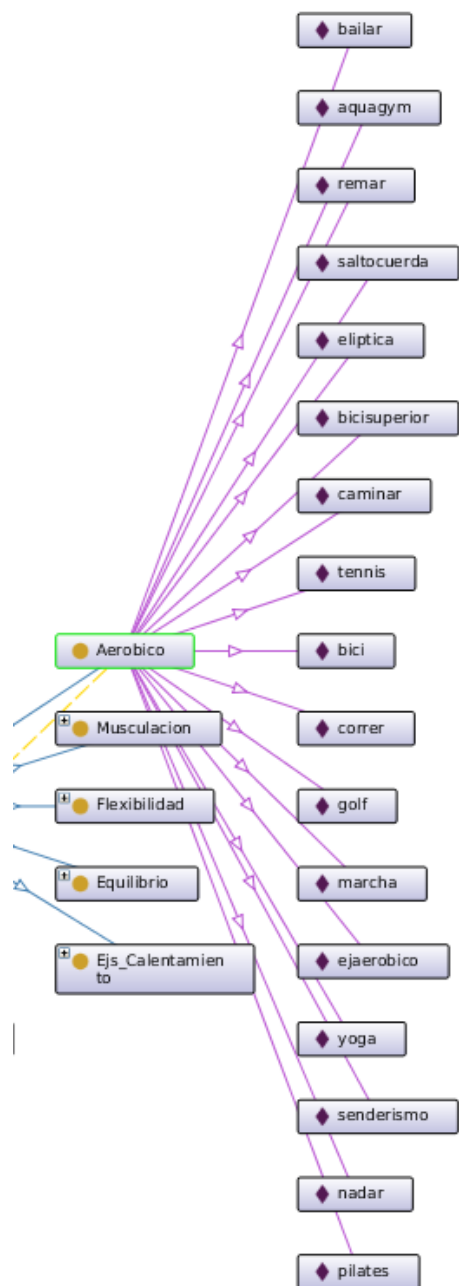 bailar
aquagym
remar
saltocuerda
eliptica
bicisuperior
caminar
tennis
Aerobico
bici
Musculacion
correr
Flexibilidad
golf
Equilibrio
marcha
Ejs_Calentamien
to
ejaerobico
yoga
senderismo
nadar
pilates